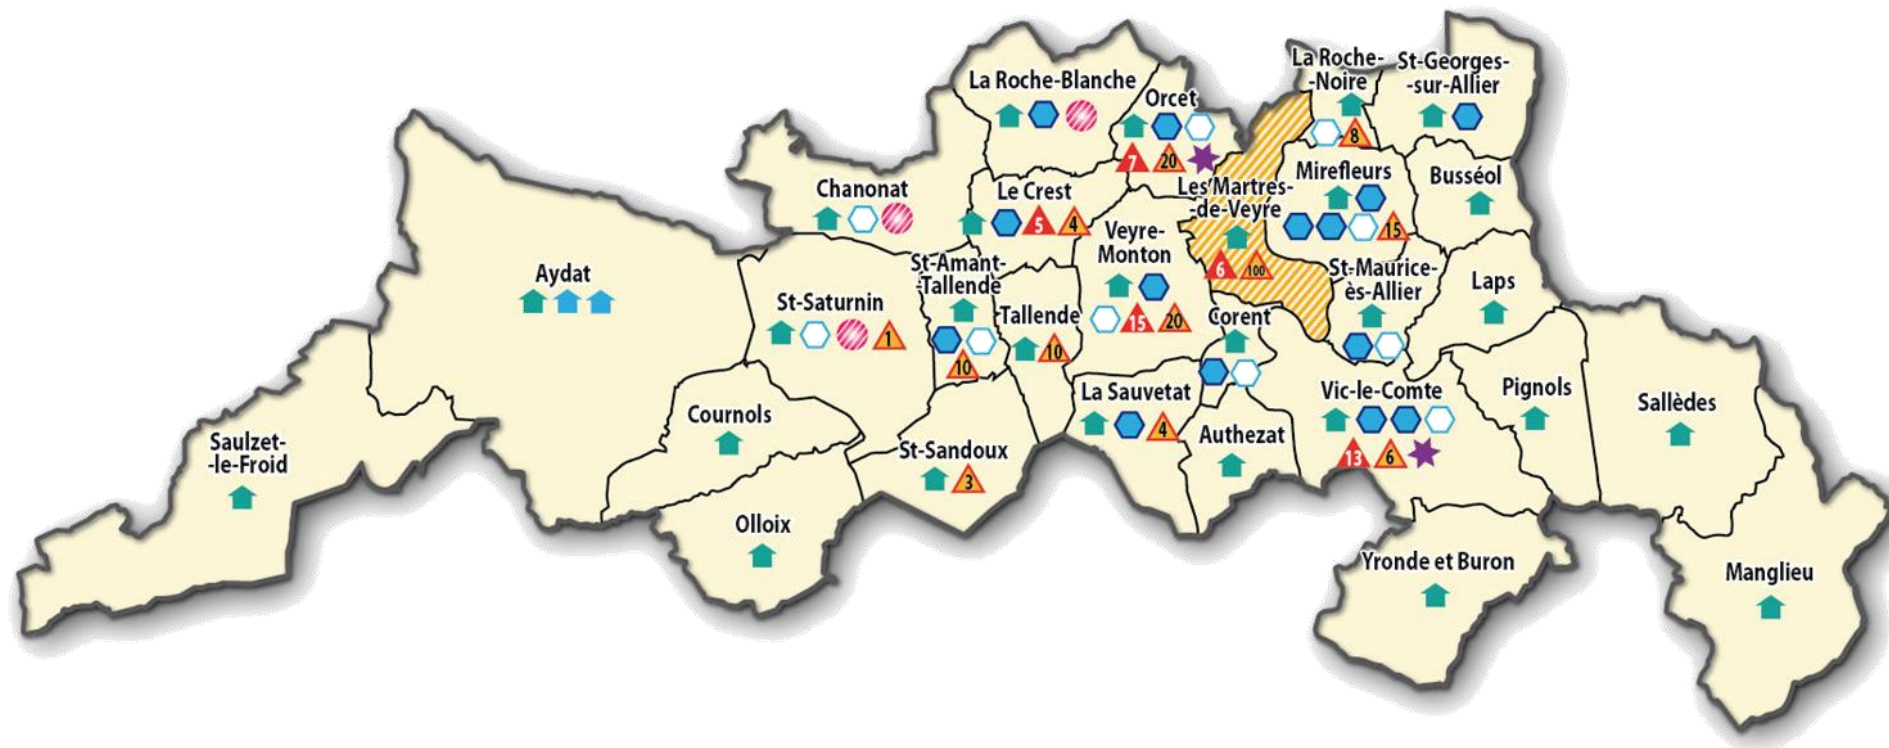 La Roche-Blanche
Orcet
7
20
La Roche-
-Noire
8
St-Georges-
-sur-Allier
Chanonat
Le Crest
5
4
Les Martres-
-de-Veyre
6
100
Mirefleurs
15
Busséol
Veyre-
Monton
15
20
Aydat
St-Saturnin
1
St-Amant-
-Tallende
10
Tallende
10
Corent
St-Maurice-
ès-Allier
Laps
Cournols
La Sauvetat
4
Vic-le-Comte
13
6
Pignols
Sallèdes
Saulzet-
-le-Froid
St-Sandoux
3
Authezat
Olloix
Yronde et Buron
Manglieu